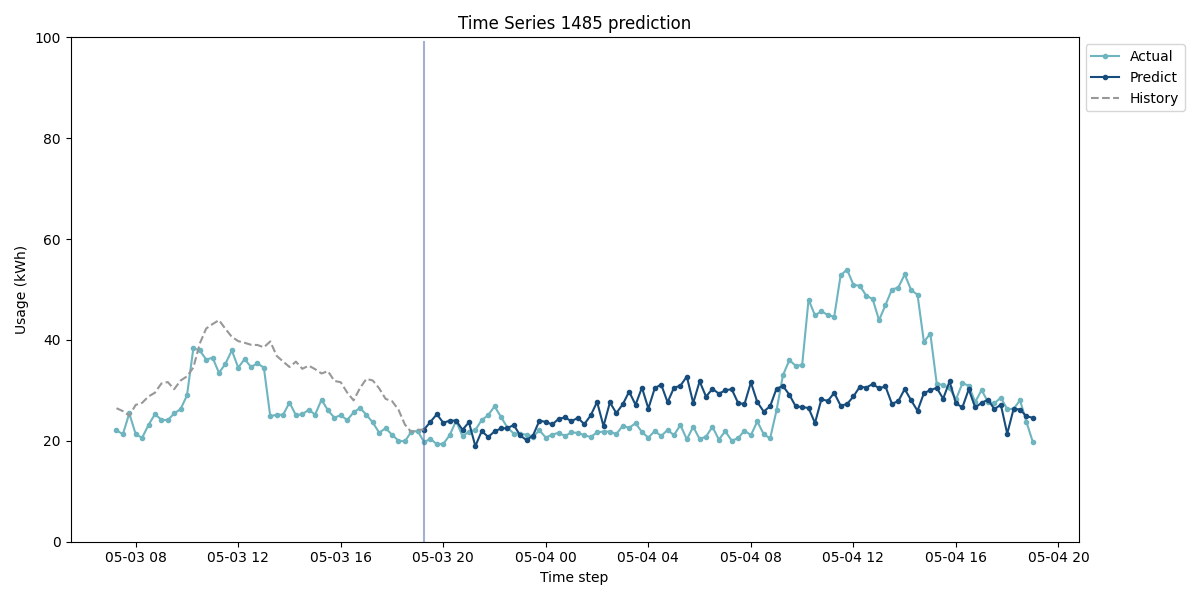 Time Series 1485 prediction
100
80
60
40
20
0
Usage (kWh)
05-03 08
05-03 12
05-03 16
05-03 20
05-04 00
05-04 04
05-04 08
05-04 12
05-04 16
05-04 20
Time step
Actual
Predict
History